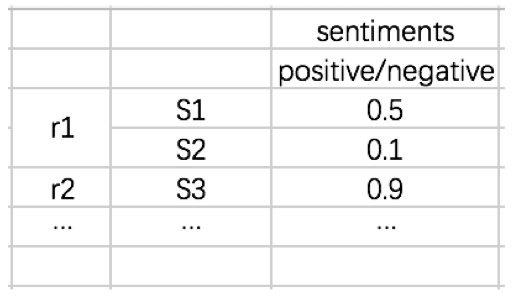 sentiments
positive/negative
r1 S1 0.5
S2 0.1
r2 S3 0.9
... ... ...